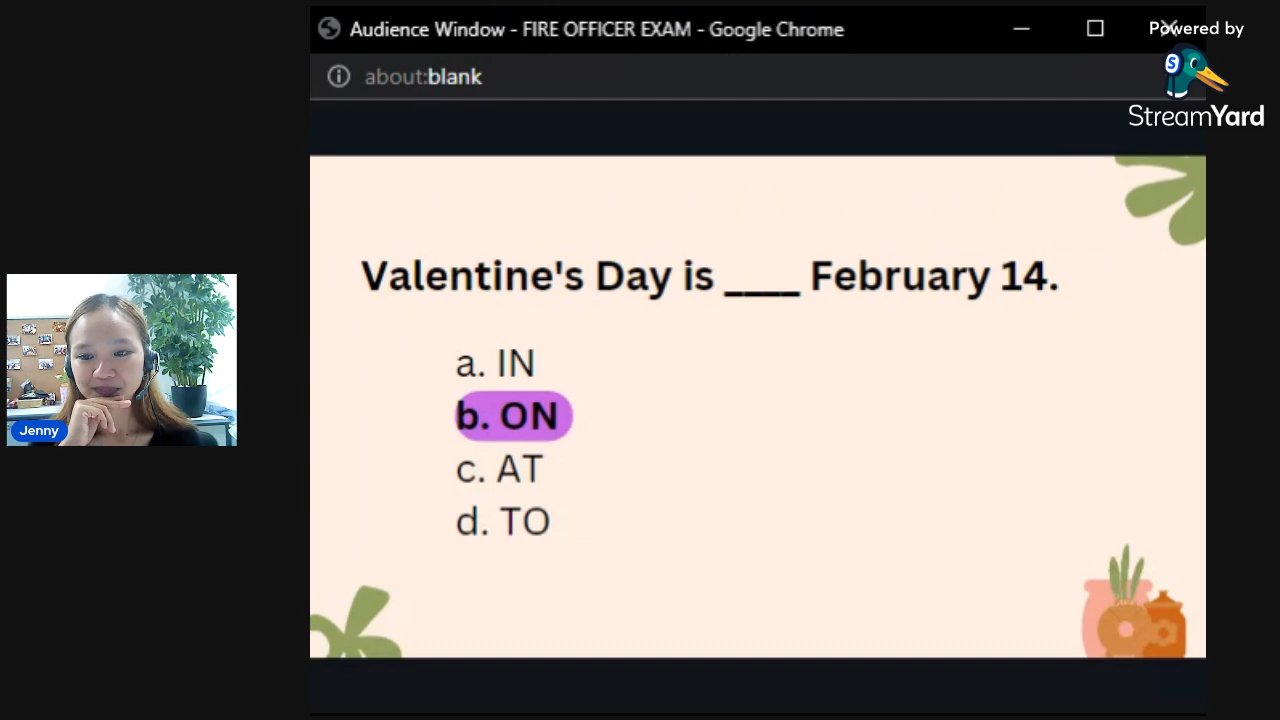 Audience Window - FIRE OFFICER EXAM - Google Chrome
Powered by
about:blank
StreamYard
Valentine's Day is ____ February 14.
a. IN
b. ON
c. AT
d. TO
Jenny